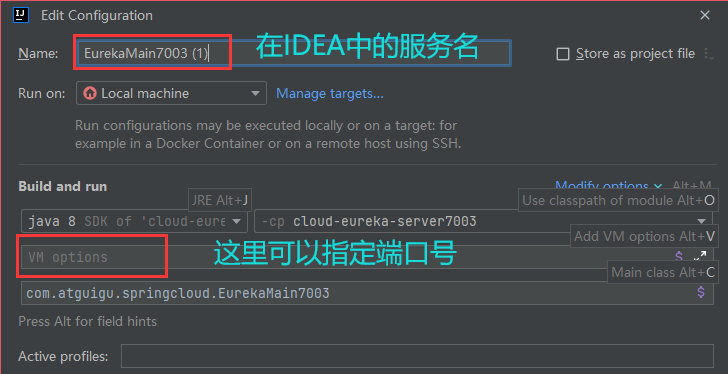 Edit Configuration
Name: EurekaMain7003 (1) 在IDEA中的服务名 Store as project file
Run on: Local machine Manage targets...
Run configurations may be executed locally or on a target: for
example in a Docker Container or on a remote host using SSH.
Build and run Modify options Alt+M
JRE Alt+J Use classpath of module Alt+O
java 8 SDK of 'cloud-eure -cp cloud-eureka-server7003
Add VM options Alt+V
VM options 这里可以指定端口号 $
Main class Alt+C
com.atguigu.springcloud.EurekaMain7003 $
Press Alt for field hints
Active profiles: